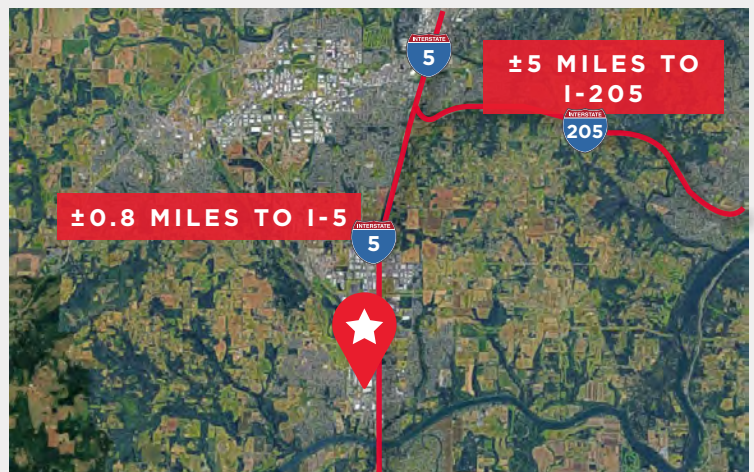 INTERSTATE
5
±5 MILES TO
I-205
INTERSTATE
205
±0.8 MILES TO I-5
INTERSTATE
5